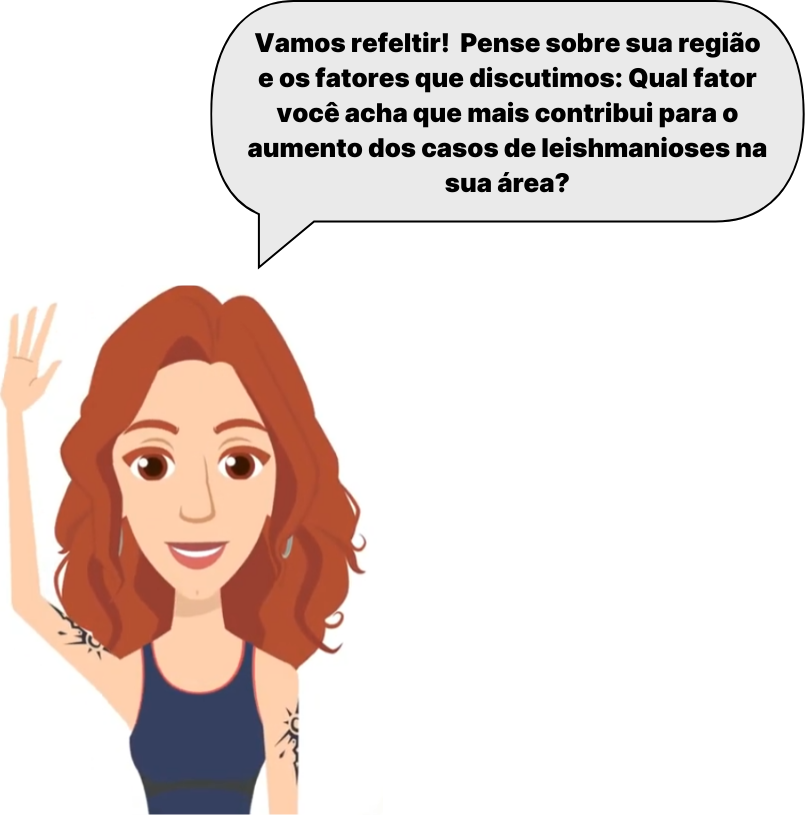 Vamos refeltir!  Pense sobre sua região
e os fatores que discutimos: Qual fator
você acha que mais contribui para o
aumento dos casos de leishmanioses na
sua área?